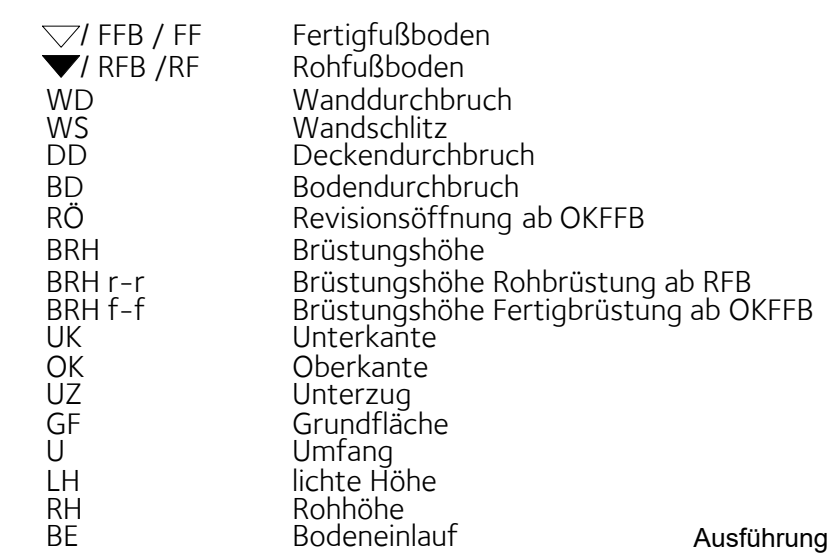 ▽/ FFB / FF Fertigfußboden
▼/ RFB /RF Rohfußboden
WD Wanddurchbruch
WS Wandschlitz
DD Deckendurchbruch
BD Bodendurchbruch
RÖ Revisionsöffnung ab OKFFB
BRH Brüstungshöhe
BRH r-r Brüstungshöhe Rohbrüstung ab RFB
BRH f-f Brüstungshöhe Fertigbrüstung ab OKFFB
UK Unterkante
OK Oberkante
UZ Unterzug
GF Grundfläche
U Umfang
LH lichte Höhe
RH Rohhöhe
BE Bodeneinlauf Ausführung